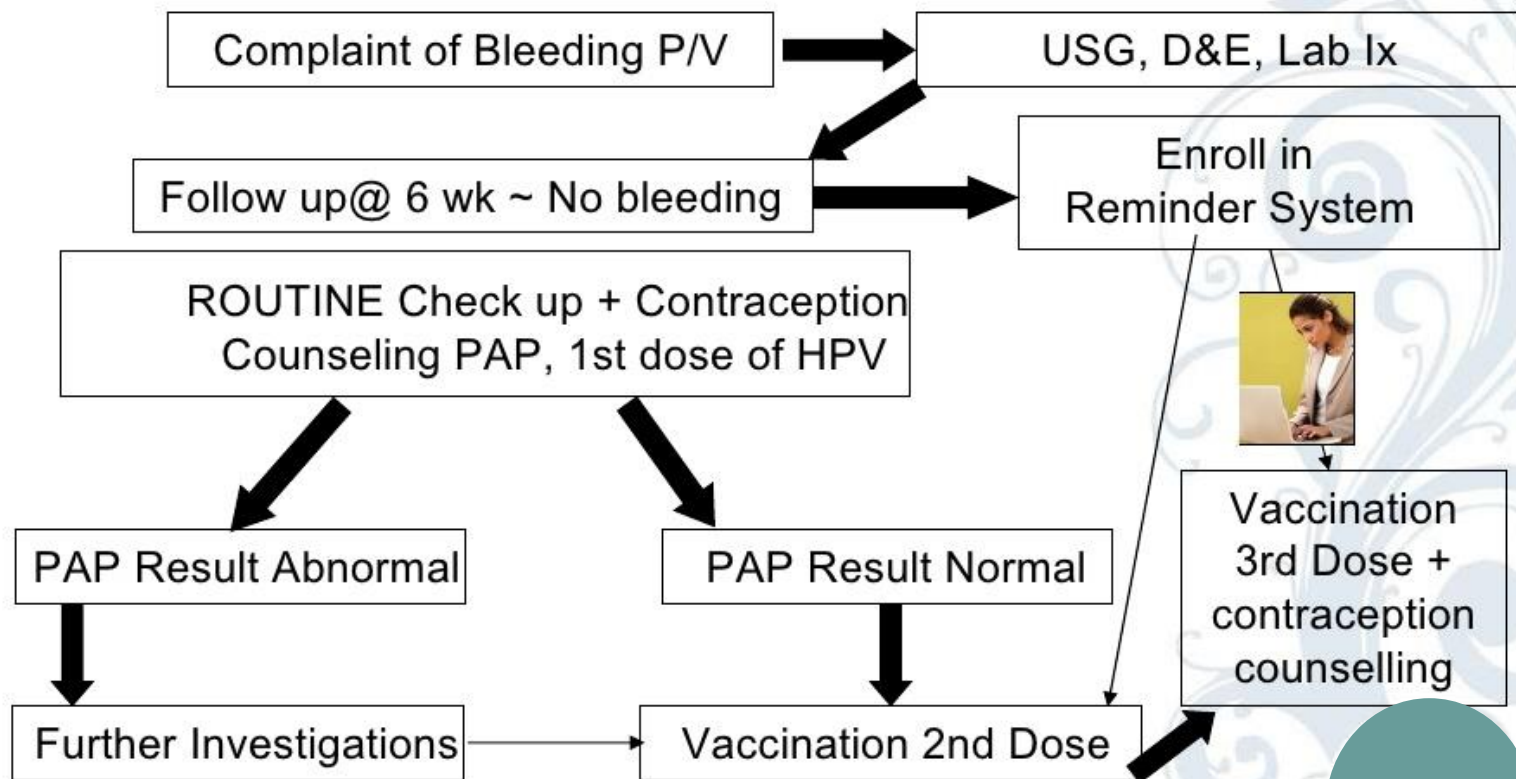 Complaint of Bleeding P/V
USG, D&E, Lab Ix
Follow up@ 6 wk ~ No bleeding
Enroll in
Reminder System
ROUTINE Check up + Contraception
Counseling PAP, 1st dose of HPV
PAP Result Abnormal
PAP Result Normal
Vaccination
3rd Dose +
contraception
counselling
Further Investigations
Vaccination 2nd Dose